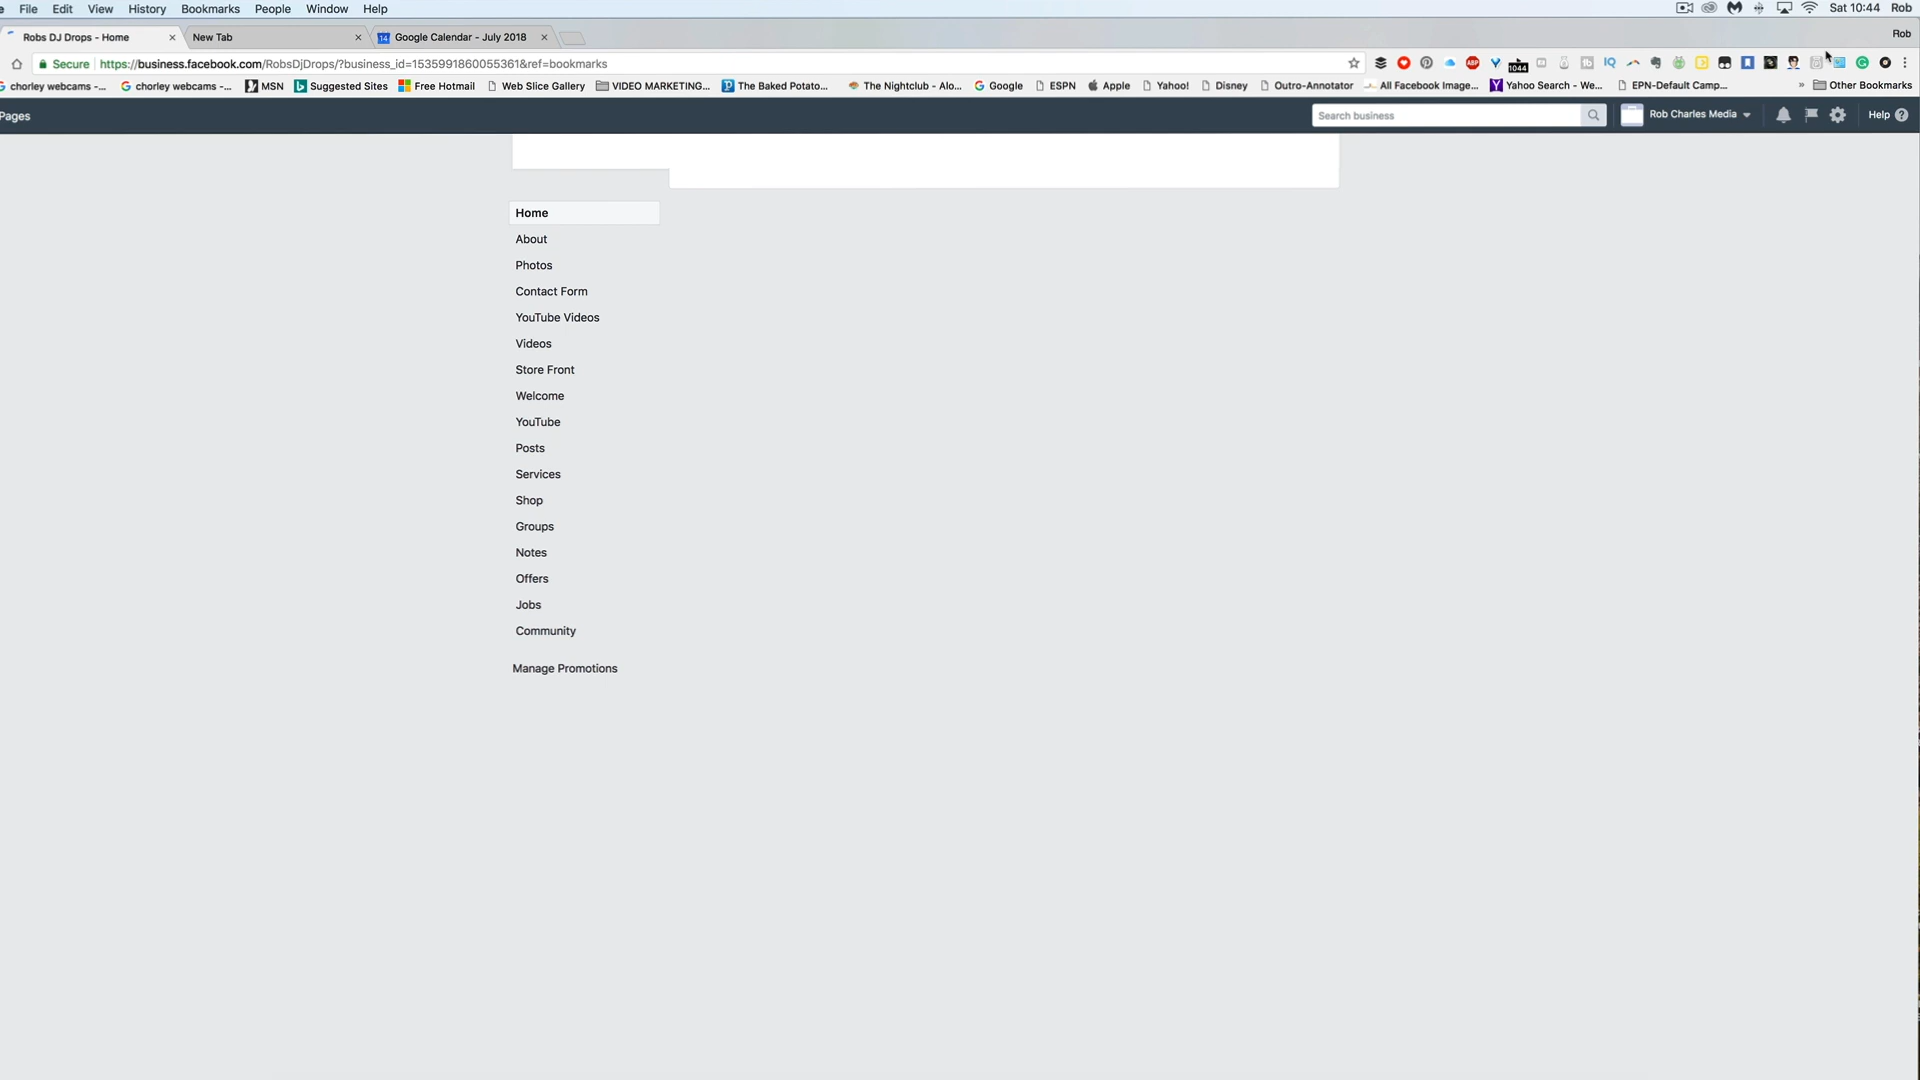 File Edit View History Bookmarks People Window Help Sat 10:44 Rob
Robs DJ Drops - Home New Tab 14 Google Calendar - July 2018 Rob
Secure https://business.facebook.com/RobsDjDrops/?business_id=1535991860055361&ref=bookmarks ABP 1044 IQ
chorley webcams -... chorley webcams -... MSN Suggested Sites Free Hotmail Web Slice Gallery VIDEO MARKETING... The Baked Potato... The Nightclub - Alo... Google ESPN Apple Yahoo! Disney Outro-Annotator All Facebook Image... Yahoo Search - We... EPN-Default Camp... » Other Bookmarks
Pages Search business Rob Charles Media Help ?
Home
About
Photos
Contact Form
YouTube Videos
Videos
Store Front
Welcome
YouTube
Posts
Services
Shop
Groups
Notes
Offers
Jobs
Community
Manage Promotions